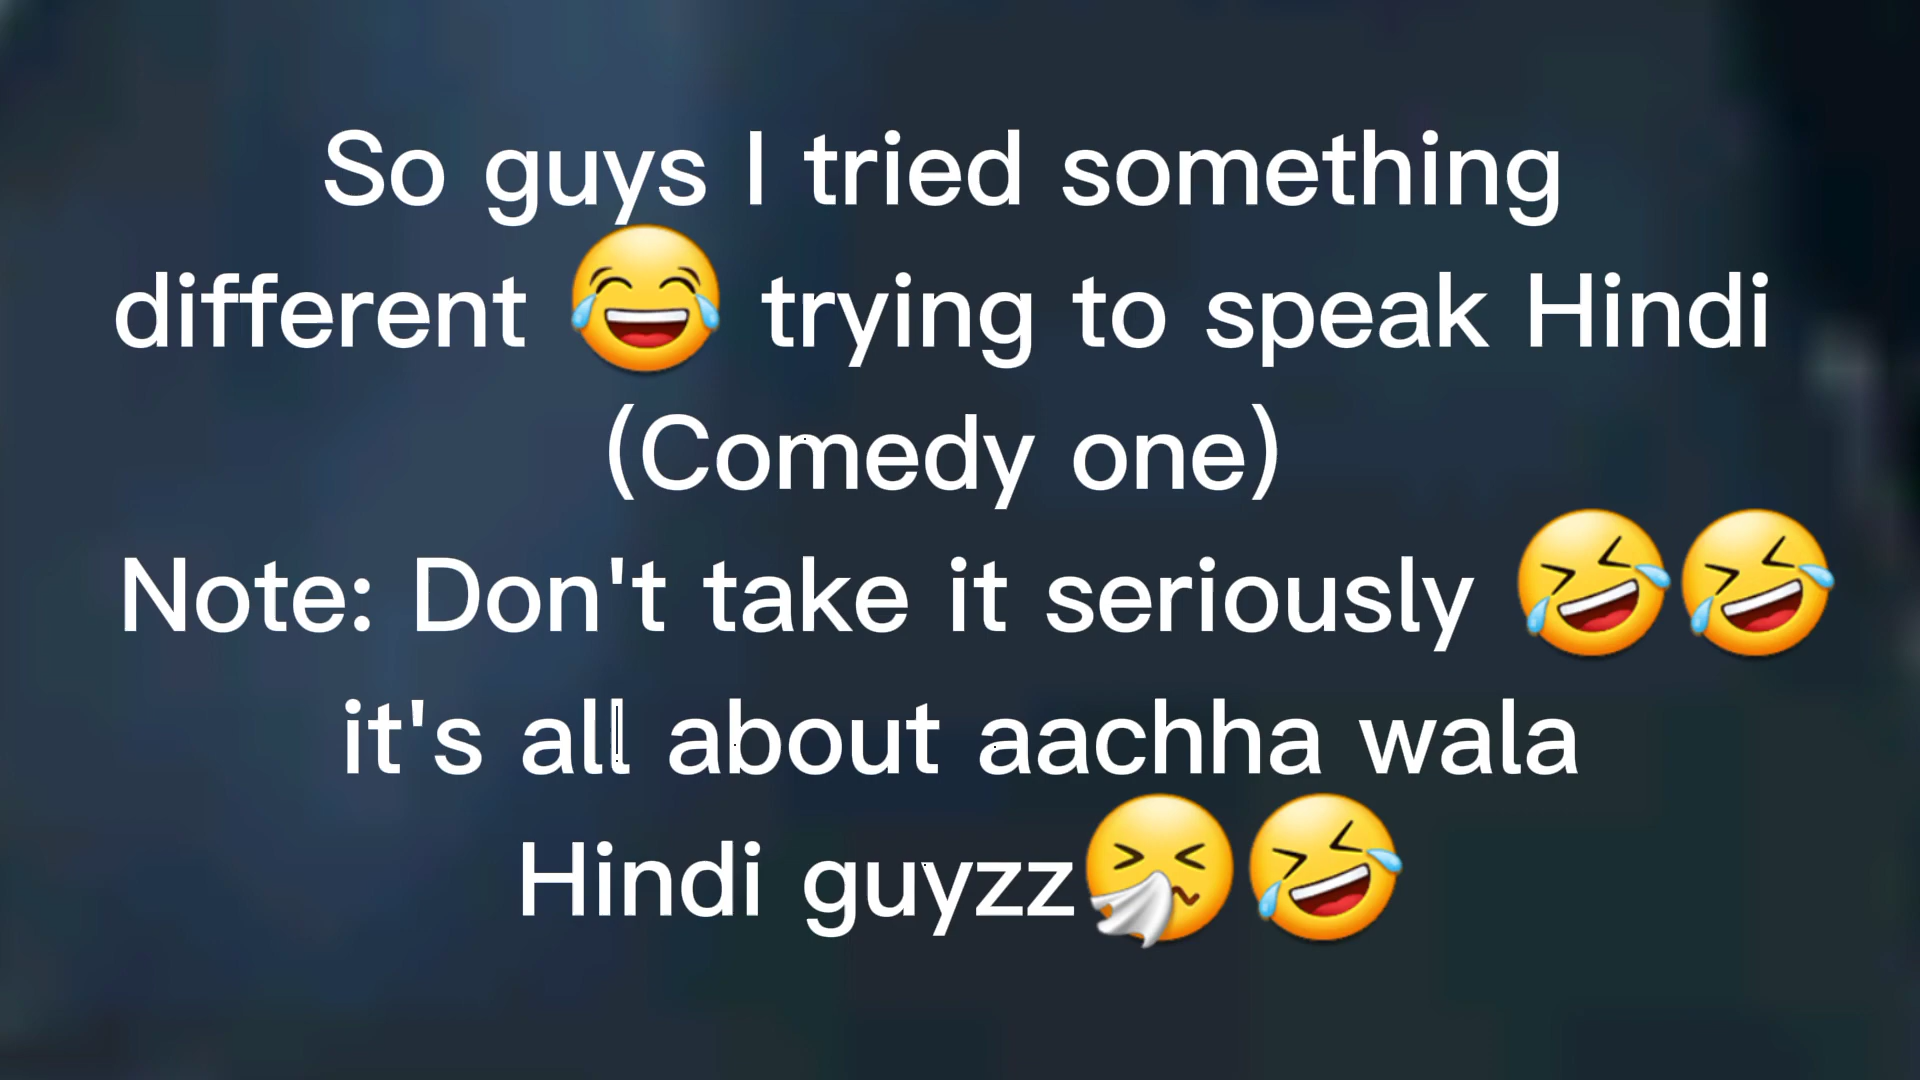 So guys I tried something
different 😂 trying to speak Hindi
(Comedy one)
Note: Don't take it seriously 🤣🤣
it's all about aachha wala
Hindi guyzz🤧🤣